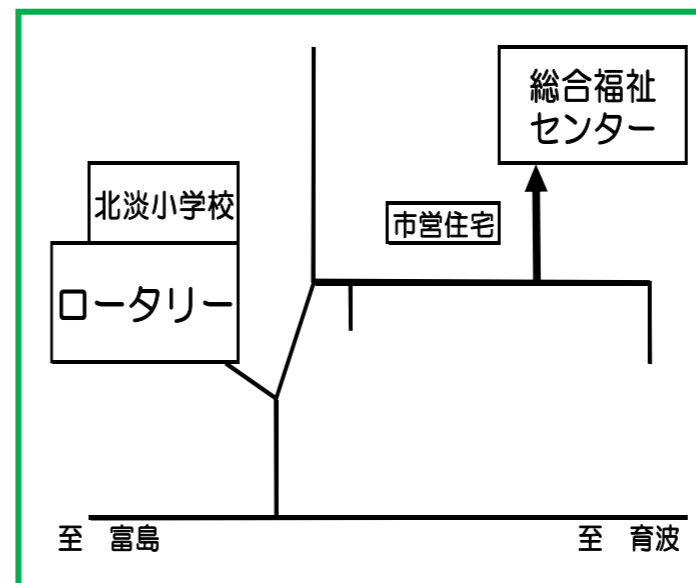 総合福祉
センター
北淡小学校
市営住宅
ロータリー
至　富島
至　育波